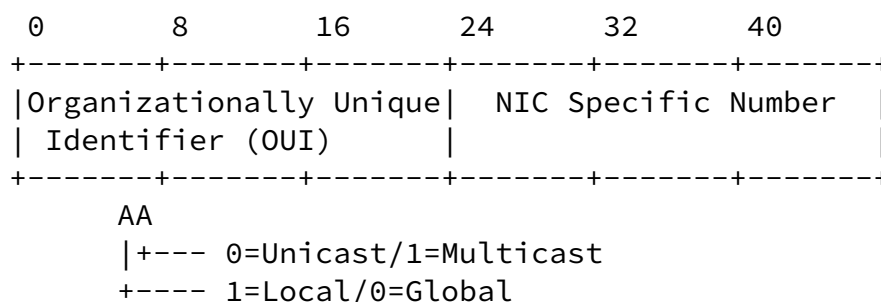 0       8       16      24      32      40
+-------+-------+-------+-------+-------+-------+
|Organizationally Unique|  NIC Specific Number  |
| Identifier (OUI)      |                       |
+-------+-------+-------+-------+-------+-------+
      AA
      |+--- 0=Unicast/1=Multicast
      +---- 1=Local/0=Global